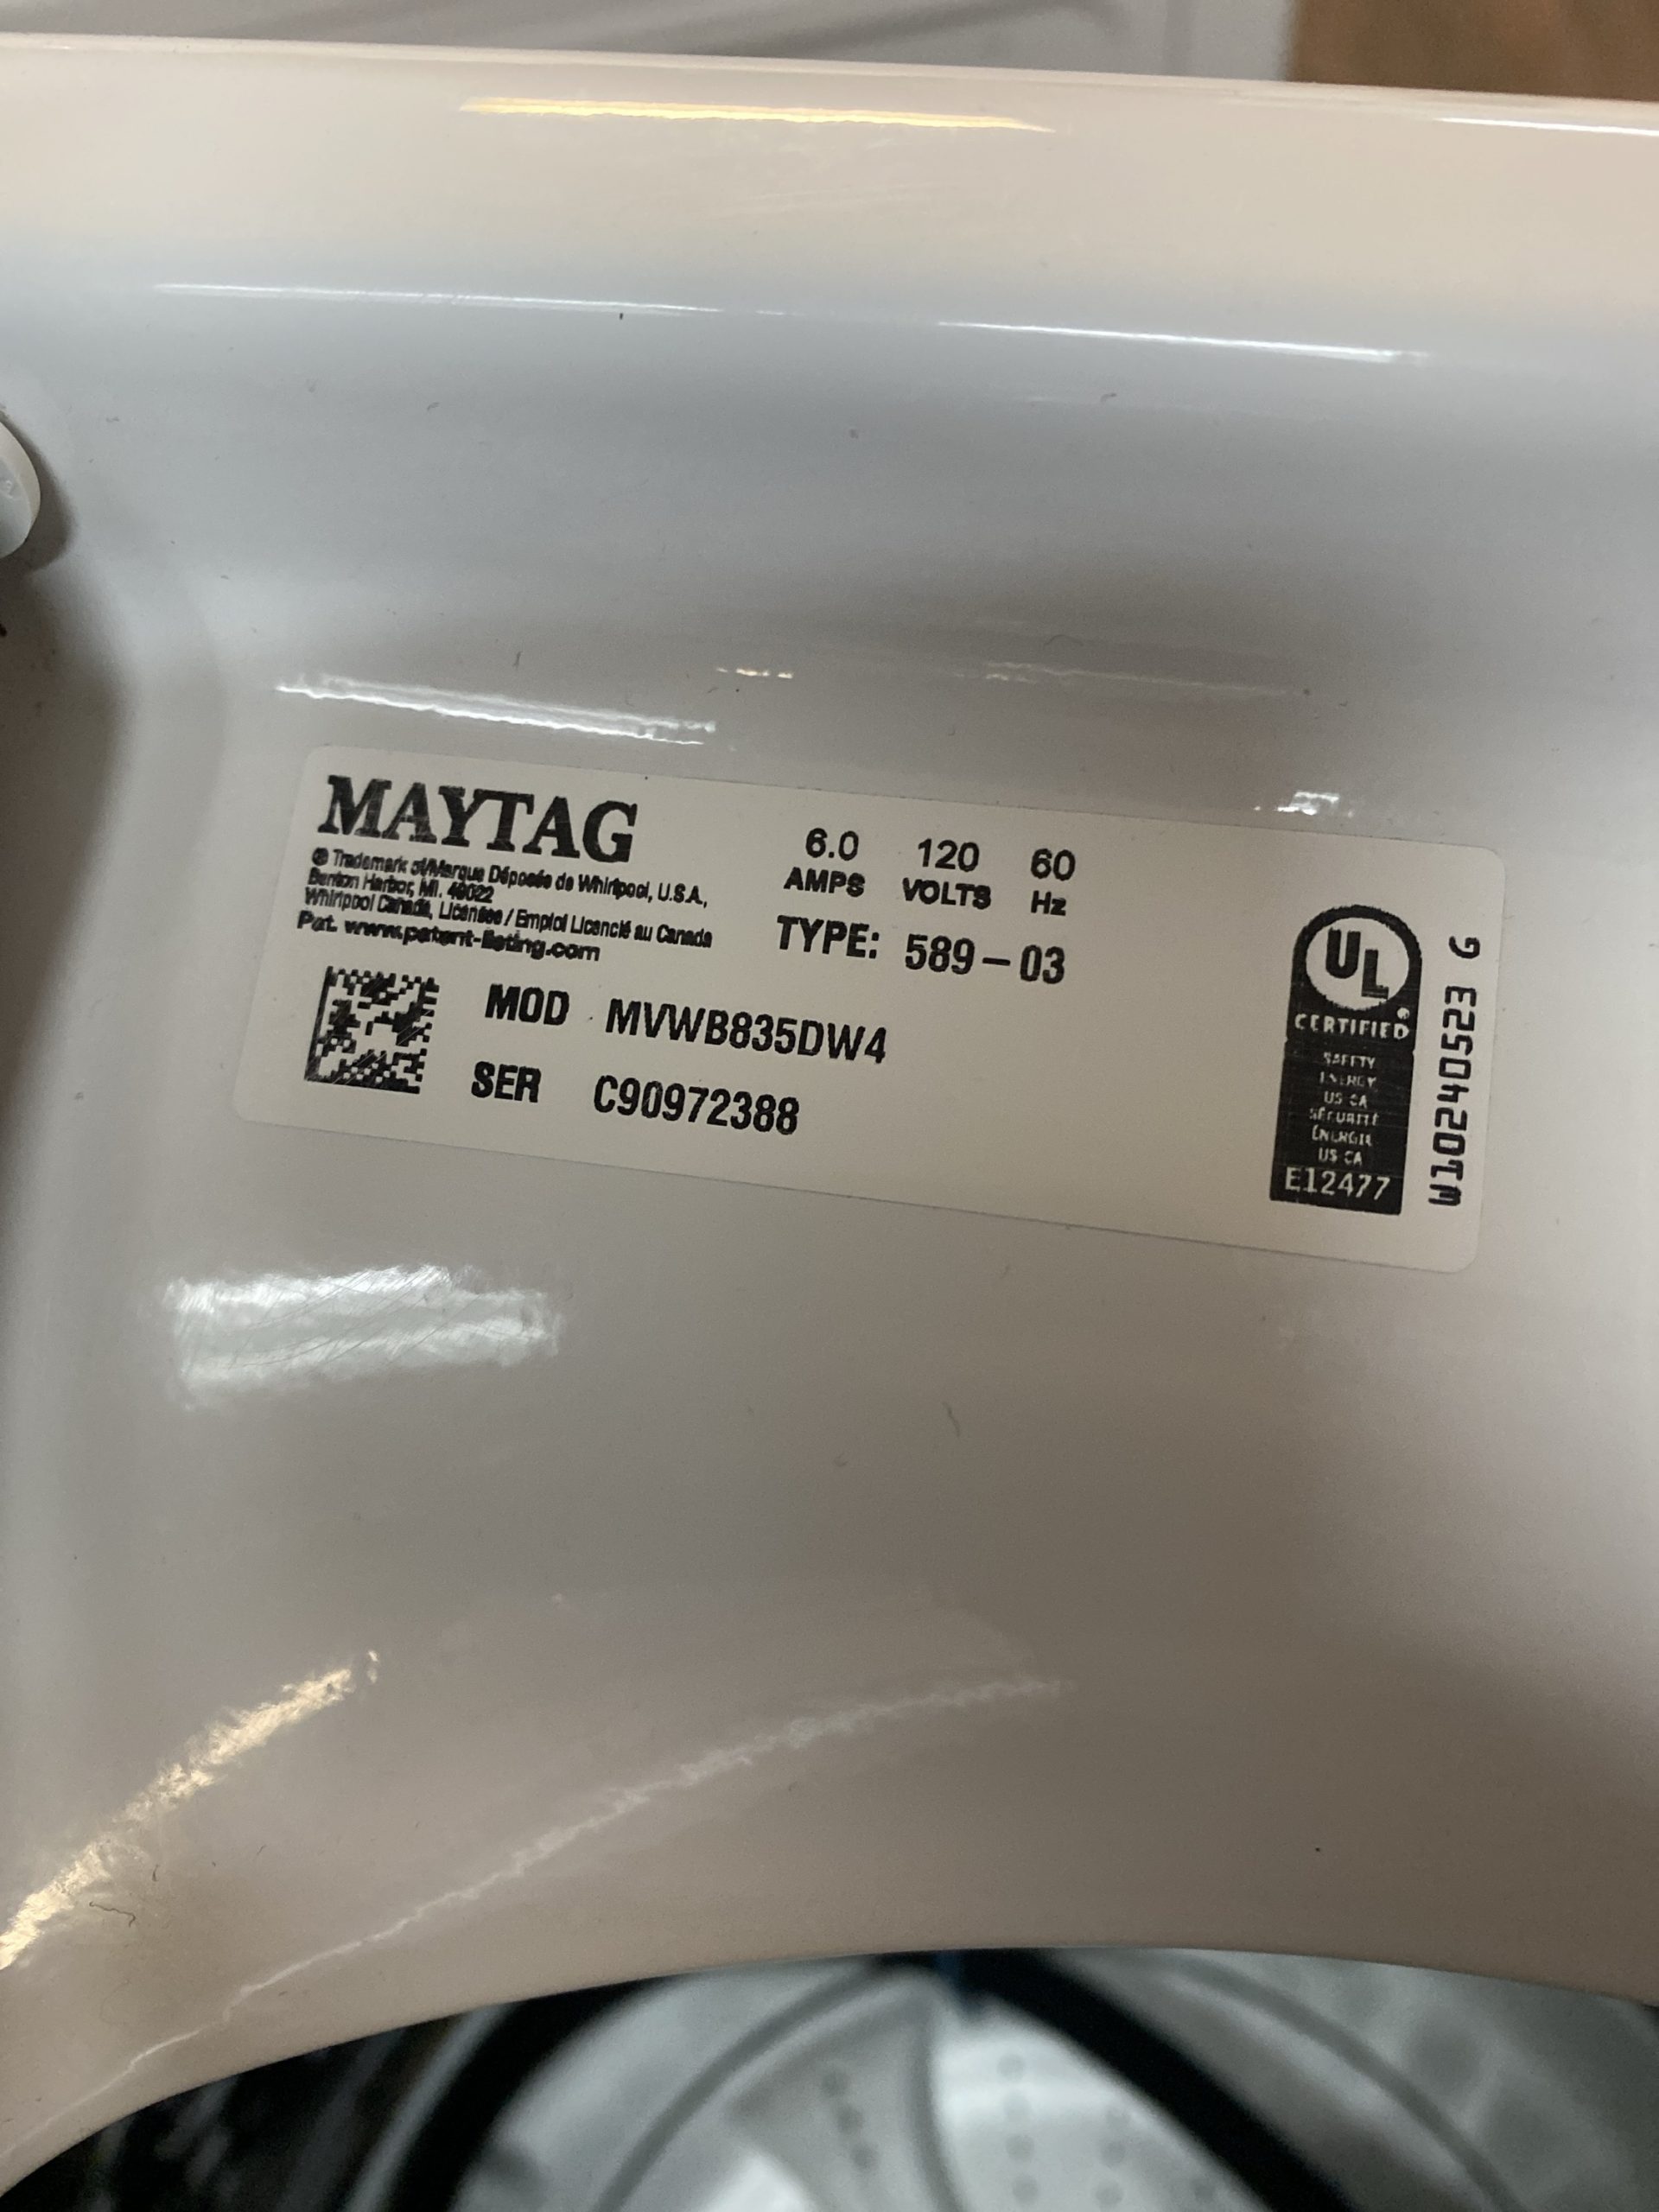 MAYTAG
® Trademark of/Marque Déposée de Whirlpool, U.S.A.,
Benton Harbor, MI. 49022
Whirlpool Canada, Licensee / Emploi Licencié au Canada
Pat. www.patent-listing.com
6.0 120 60
AMPS VOLTS Hz
TYPE: 589-03
MOD MVWB835DW4
SER C90972388
UL
CERTIFIED®
SAFETY
ENERGY
US CA
SÉCURITÉ
ÉNERGIE
US CA
E12477
W10240523 G